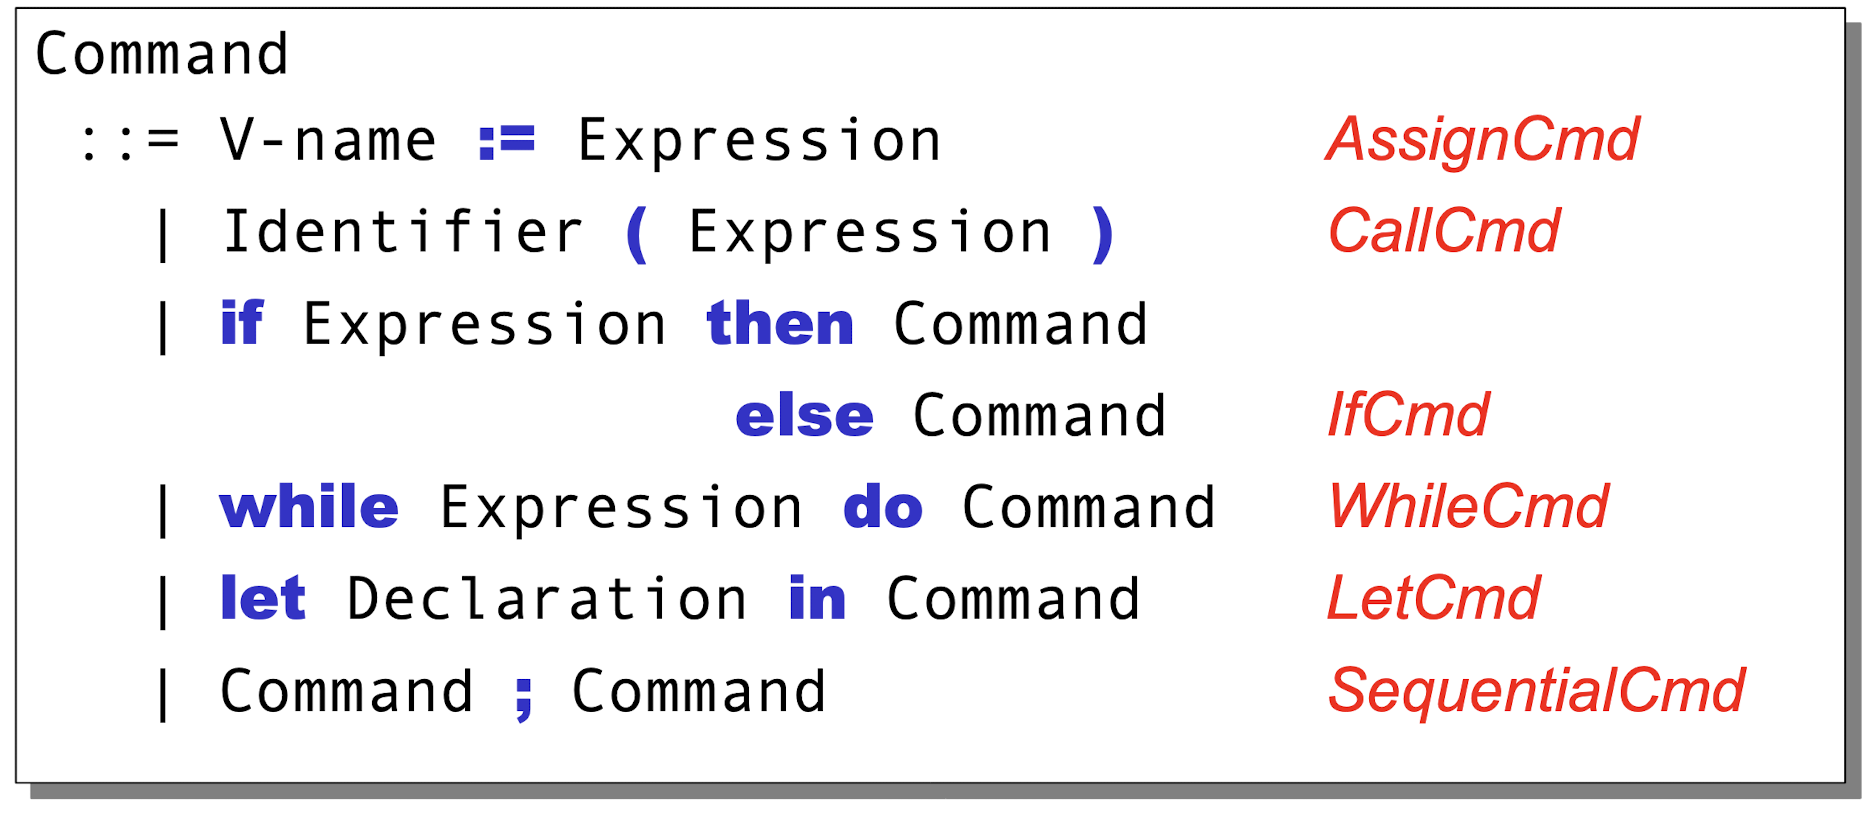 Command
::= V-name := Expression AssignCmd
| Identifier ( Expression ) CallCmd
| if Expression then Command
else Command IfCmd
| while Expression do Command WhileCmd
| let Declaration in Command LetCmd
| Command ; Command SequentialCmd